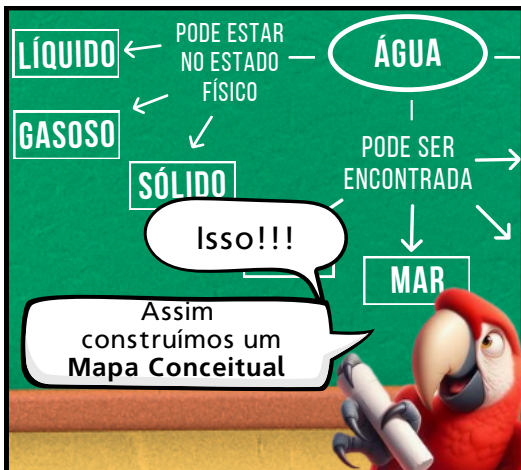 LÍQUIDO
PODE ESTAR
NO ESTADO
FÍSICO
ÁGUA
GASOSO
SÓLIDO
PODE SER
ENCONTRADA
MAR
Isso!!!
Assim
construímos um
Mapa Conceitual